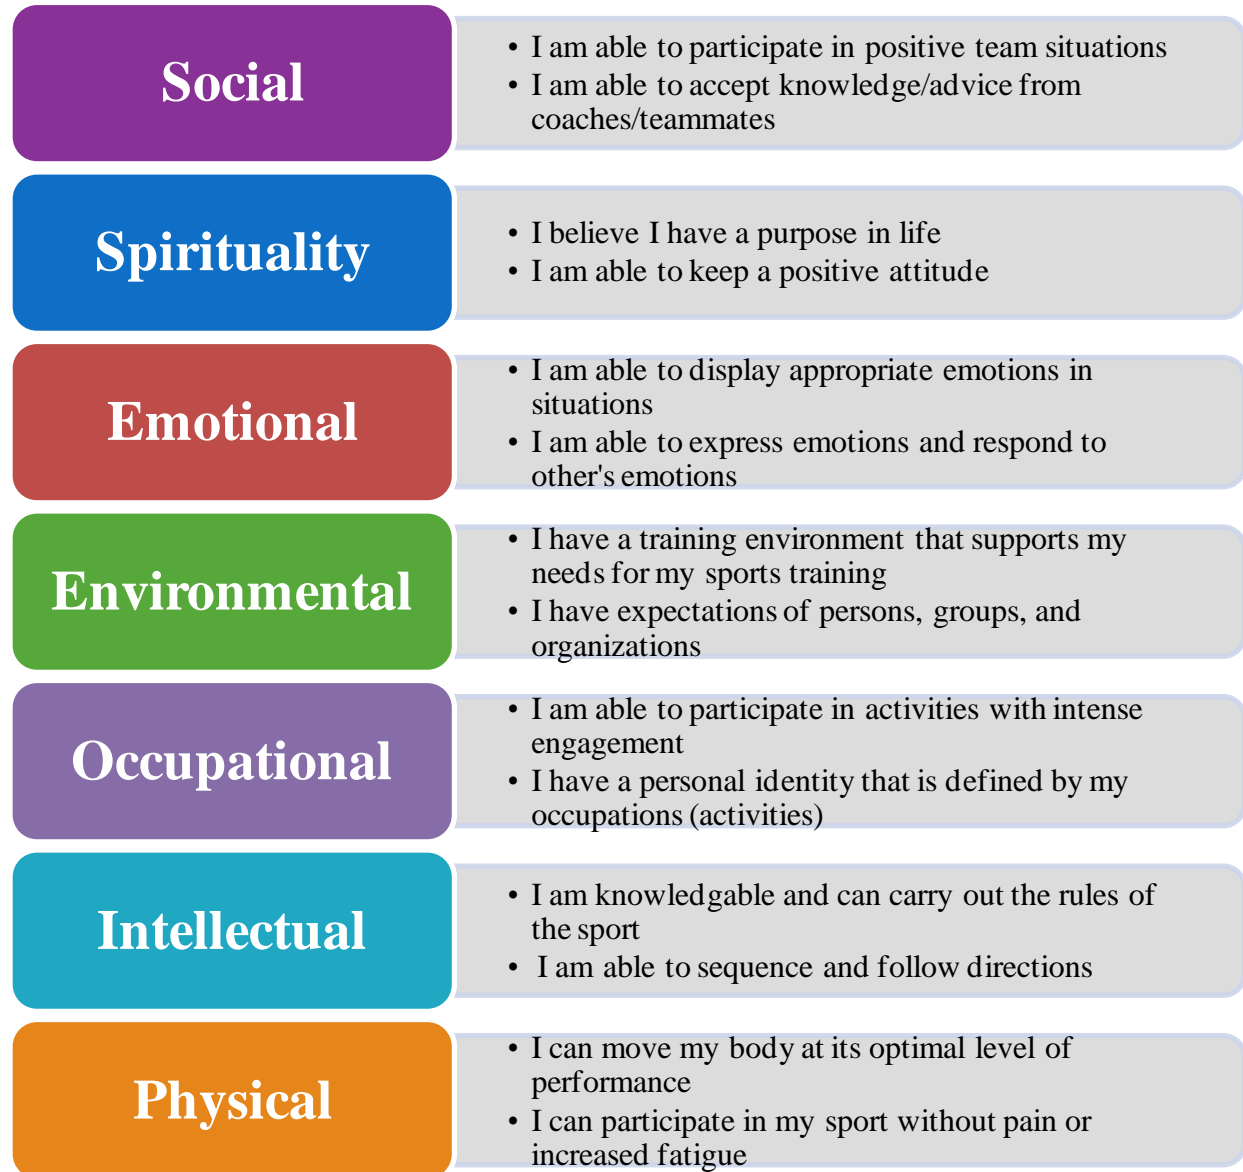 Social
• I am able to participate in positive team situations
• I am able to accept knowledge/advice from
coaches/teammates
Spirituality
• I believe I have a purpose in life
• I am able to keep a positive attitude
Emotional
• I am able to display appropriate emotions in
situations
• I am able to express emotions and respond to
other's emotions
Environmental
• I have a training environment that supports my
needs for my sports training
• I have expectations of persons, groups, and
organizations
Occupational
• I am able to participate in activities with intense
engagement
• I have a personal identity that is defined by my
occupations (activities)
Intellectual
• I am knowledgable and can carry out the rules of
the sport
• I am able to sequence and follow directions
Physical
• I can move my body at its optimal level of
performance
• I can participate in my sport without pain or
increased fatigue